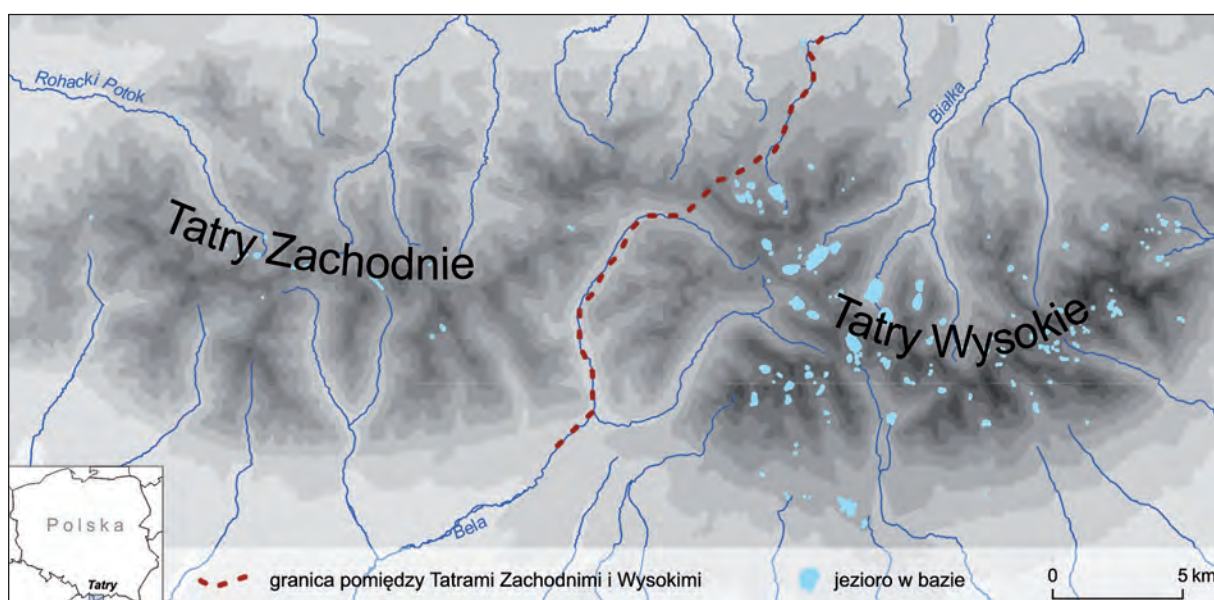 Rohacki Potok
Białka
Tatry Zachodnie
Tatry Wysokie
Bela
Polska
Tatry
granica pomiędzy Tatrami Zachodnimi i Wysokimi
jezioro w bazie
0 5 km